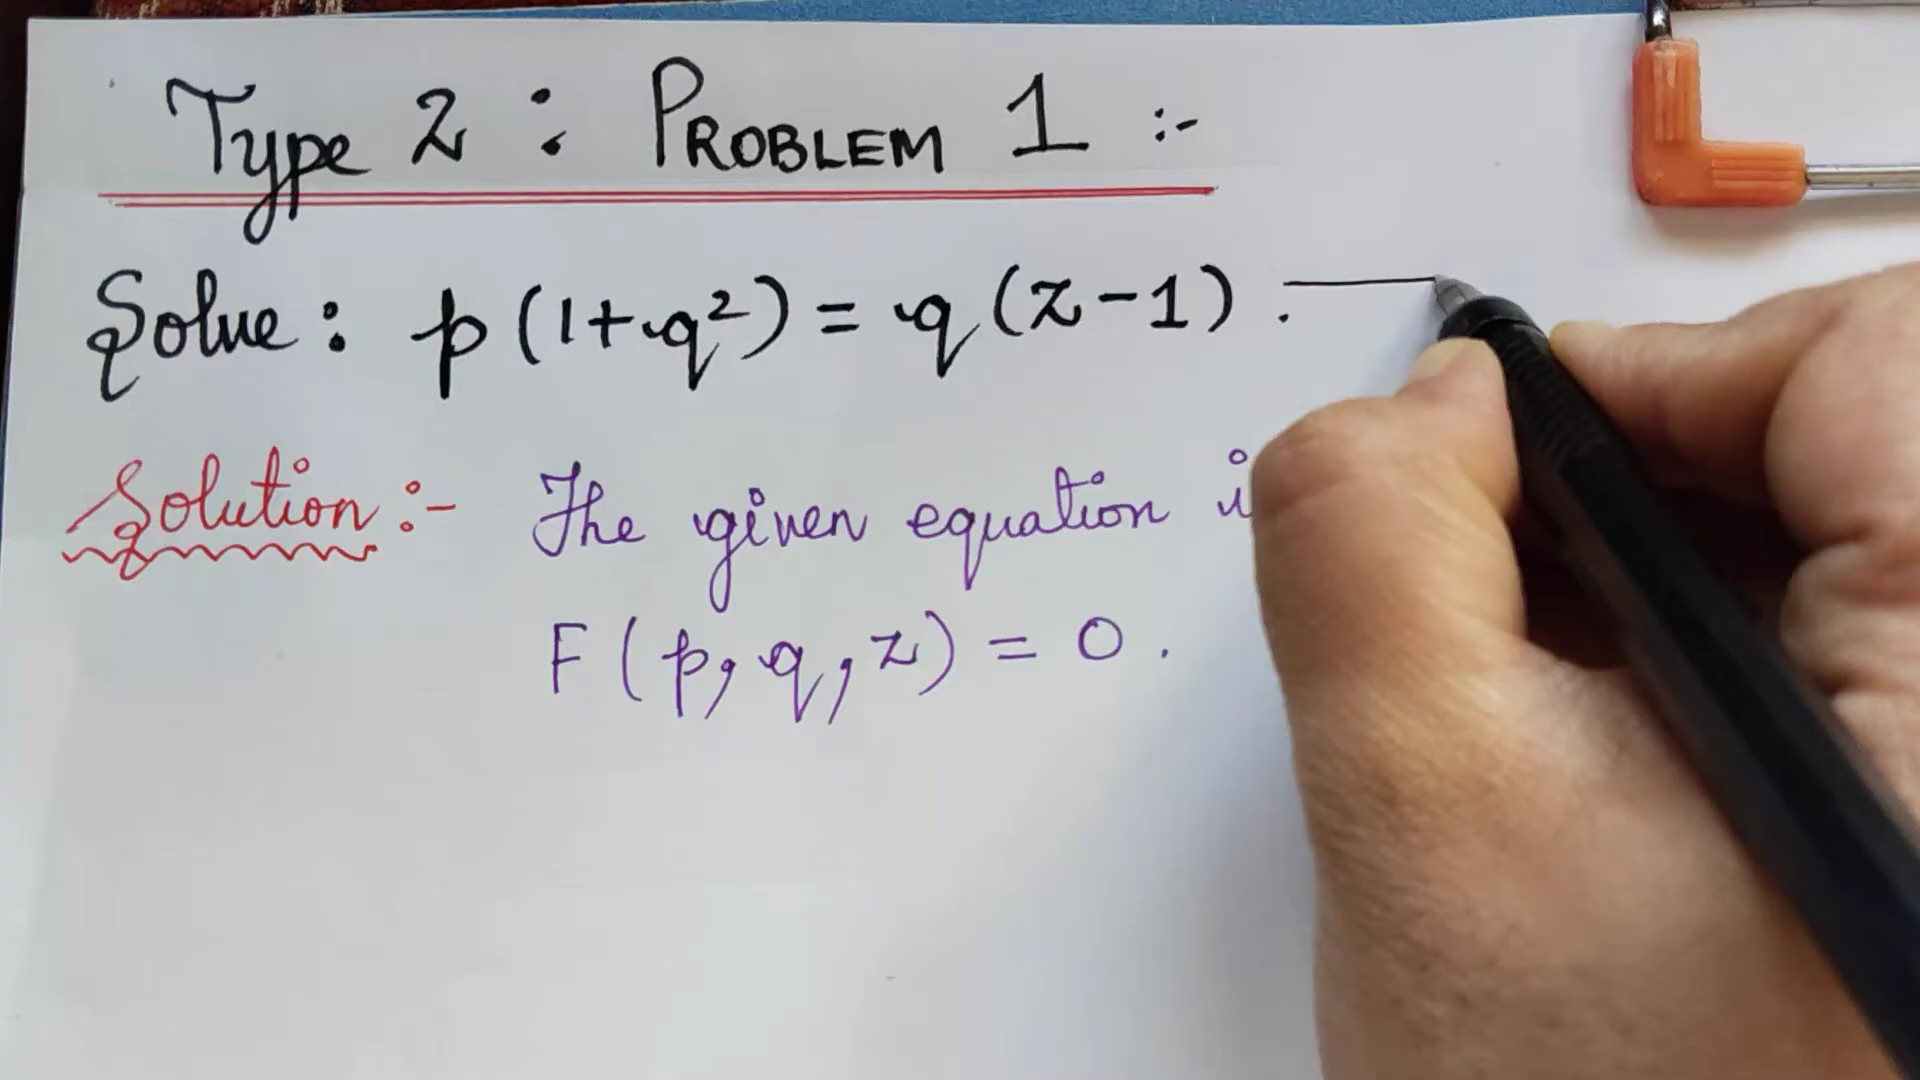 Type 2 : PROBLEM 1 :-
Solve : p(1+q²) = q(z-1) .
Solution :- The given equation i
F(p, q, z) = 0 .